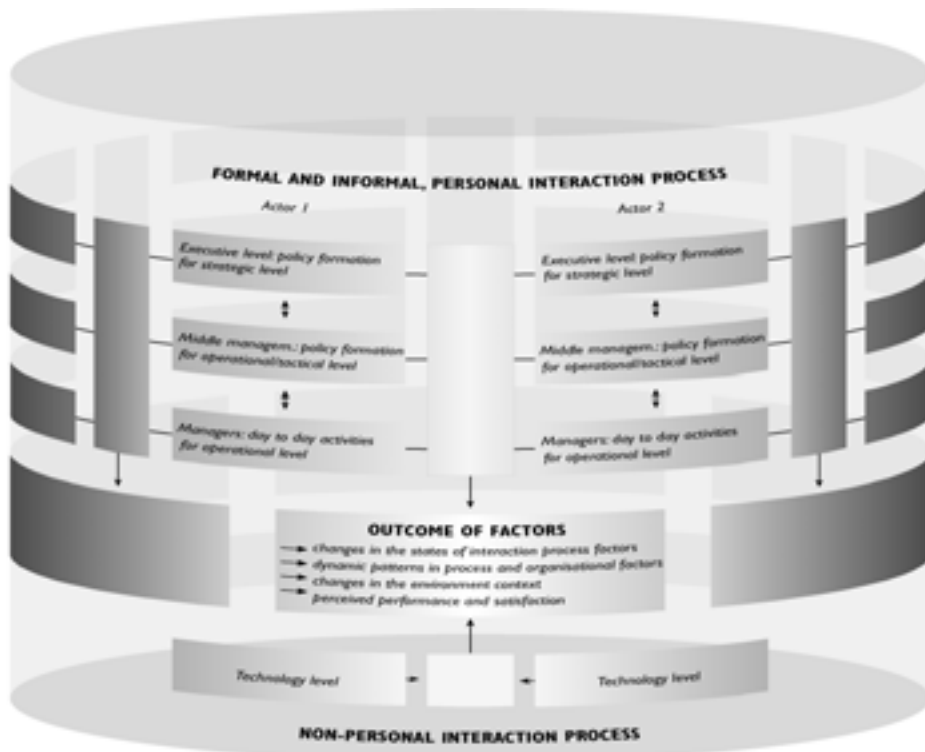 FORMAL AND INFORMAL, PERSONAL INTERACTION PROCESS
Actor 1
Actor 2
Executive level: policy formation
for strategic level
Executive level: policy formation
for strategic level
Middle managem.: policy formation
for operational/tactical level
Middle managem.: policy formation
for operational/tactical level
Managers: day to day activities
for operational level
Managers: day to day activities
for operational level
OUTCOME OF FACTORS
changes in the states of interaction process factors
dynamic patterns in process and organisational factors
changes in the environment context
perceived performance and satisfaction
Technology level
Technology level
NON-PERSONAL INTERACTION PROCESS